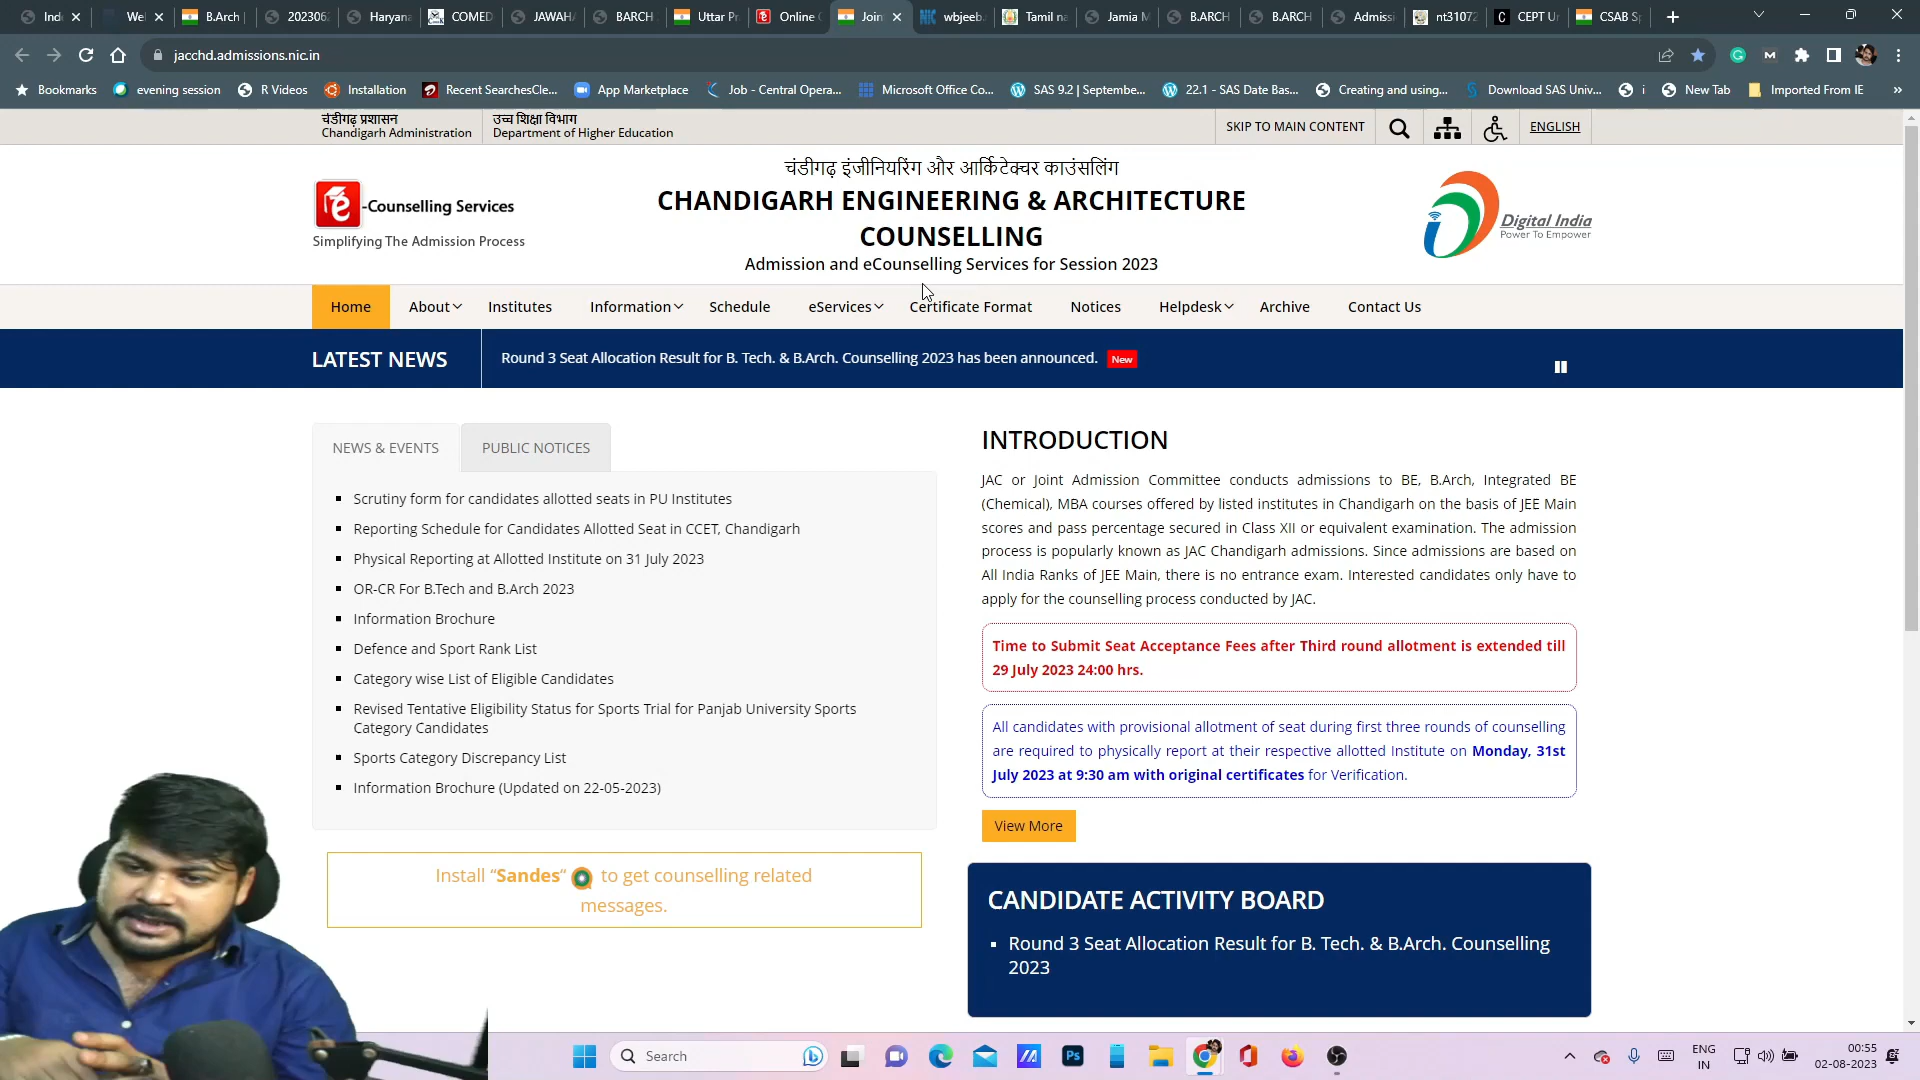 Ind
Wel
B.Arch
202306
Haryana
COMED
JAWAHA
BARCH
Uttar Pr
Online C
Join
wbjeeb.
Tamil na
Jamia M
B.ARCH
B.ARCH
Admissi
nt31072
CEPT Un
CSAB Sp
jacchd.admissions.nic.in
Bookmarks
evening session
R Videos
Installation
Recent SearchesCle...
App Marketplace
Job - Central Opera...
Microsoft Office Co...
SAS 9.2 | Septembe...
22.1 - SAS Date Bas...
Creating and using...
Download SAS Univ...
i
New Tab
Imported From IE
चंडीगढ़ प्रशासन
Chandigarh Administration
उच्च शिक्षा विभाग
Department of Higher Education
SKIP TO MAIN CONTENT
ENGLISH
e-Counselling Services
Simplifying The Admission Process
चंडीगढ़ इंजीनियरिंग और आर्किटेक्चर काउंसलिंग
CHANDIGARH ENGINEERING & ARCHITECTURE
COUNSELLING
Admission and eCounselling Services for Session 2023
Digital India
Power To Empower
Home
About
Institutes
Information
Schedule
eServices
Certificate Format
Notices
Helpdesk
Archive
Contact Us
LATEST NEWS
Round 3 Seat Allocation Result for B. Tech. & B.Arch. Counselling 2023 has been announced. New
NEWS & EVENTS
PUBLIC NOTICES
Scrutiny form for candidates allotted seats in PU Institutes
Reporting Schedule for Candidates Allotted Seat in CCET, Chandigarh
Physical Reporting at Allotted Institute on 31 July 2023
OR-CR For B.Tech and B.Arch 2023
Information Brochure
Defence and Sport Rank List
Category wise List of Eligible Candidates
Revised Tentative Eligibility Status for Sports Trial for Panjab University Sports
Category Candidates
Sports Category Discrepancy List
Information Brochure (Updated on 22-05-2023)
Install “Sandes“ to get counselling related
messages.
INTRODUCTION
JAC or Joint Admission Committee conducts admissions to BE, B.Arch, Integrated BE
(Chemical), MBA courses offered by listed institutes in Chandigarh on the basis of JEE Main
scores and pass percentage secured in Class XII or equivalent examination. The admission
process is popularly known as JAC Chandigarh admissions. Since admissions are based on
All India Ranks of JEE Main, there is no entrance exam. Interested candidates only have to
apply for the counselling process conducted by JAC.
Time to Submit Seat Acceptance Fees after Third round allotment is extended till
29 July 2023 24:00 hrs.
All candidates with provisional allotment of seat during first three rounds of counselling
are required to physically report at their respective allotted Institute on Monday, 31st
July 2023 at 9:30 am with original certificates for Verification.
View More
CANDIDATE ACTIVITY BOARD
Round 3 Seat Allocation Result for B. Tech. & B.Arch. Counselling
2023
Search
Ps
ENG
IN
00:55
02-08-2023